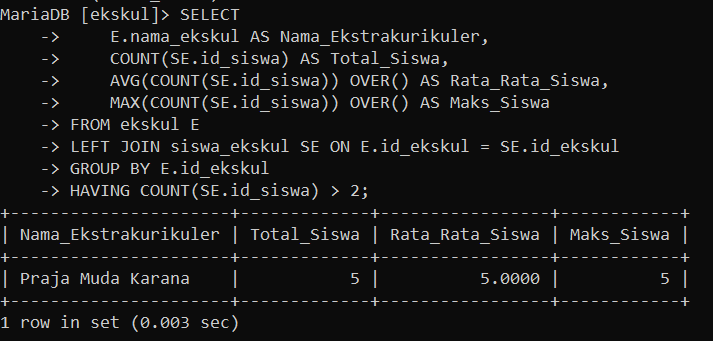 MariaDB [ekskul]> SELECT
    ->     E.nama_ekskul AS Nama_Ekstrakurikuler,
    ->     COUNT(SE.id_siswa) AS Total_Siswa,
    ->     AVG(COUNT(SE.id_siswa)) OVER() AS Rata_Rata_Siswa,
    ->     MAX(COUNT(SE.id_siswa)) OVER() AS Maks_Siswa
    -> FROM ekskul E
    -> LEFT JOIN siswa_ekskul SE ON E.id_ekskul = SE.id_ekskul
    -> GROUP BY E.id_ekskul
    -> HAVING COUNT(SE.id_siswa) > 2;
+----------------------+-------------+-----------------+------------+
| Nama_Ekstrakurikuler | Total_Siswa | Rata_Rata_Siswa | Maks_Siswa |
+----------------------+-------------+-----------------+------------+
| Praja Muda Karana    |           5 |          5.0000 |          5 |
+----------------------+-------------+-----------------+------------+
1 row in set (0.003 sec)